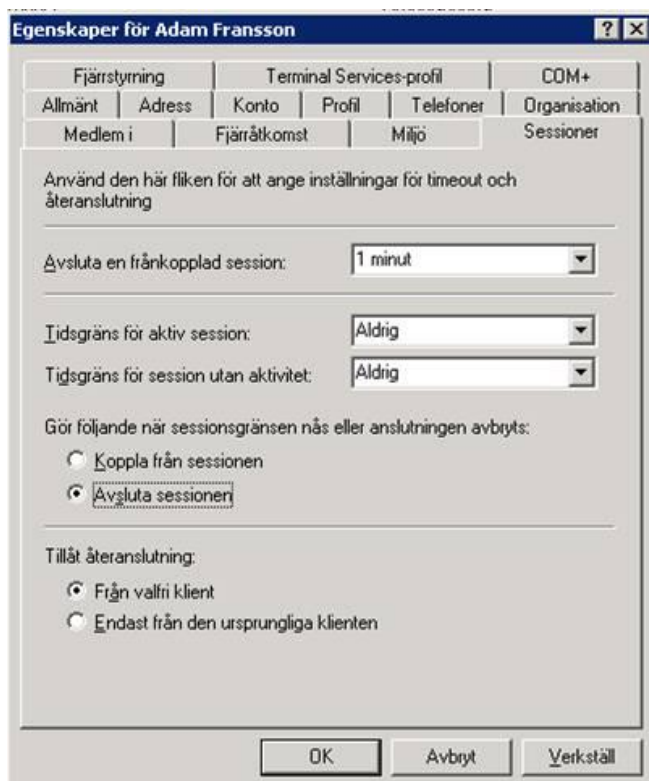 Egenskaper för Adam Fransson
Fjärrstyrning Terminal Services-profil COM+
Allmänt Adress Konto Profil Telefoner Organisation
Medlem i Fjärråtkomst Miljö Sessioner
Använd den här fliken för att ange inställningar för timeout och
återanslutning
Avsluta en frånkopplad session: 1 minut
Tidsgräns för aktiv session: Aldrig
Tidsgräns för session utan aktivitet: Aldrig
Gör följande när sessionsgränsen nås eller anslutningen avbryts:
Koppla från sessionen
Avsluta sessionen
Tillåt återanslutning:
Från valfri klient
Endast från den ursprungliga klienten
OK Avbryt Verkställ